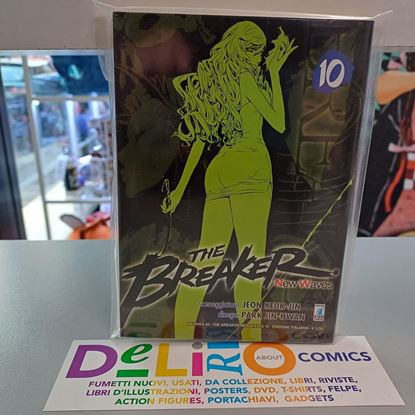 10
THE
BREAKER
New Waves
sceneggiatura JEON KEUK-JIN
disegni PARK JIN-HWAN
DeLiRiO ABOUT COMICS
FUMETTI NUOVI, USATI, DA COLLEZIONE, LIBRI, RIVISTE,
LIBRI D'ILLUSTRAZIONI, POSTERS, DVD, T-SHIRTS, FELPE,
ACTION FIGURES, PORTACHIAVI, GADGETS